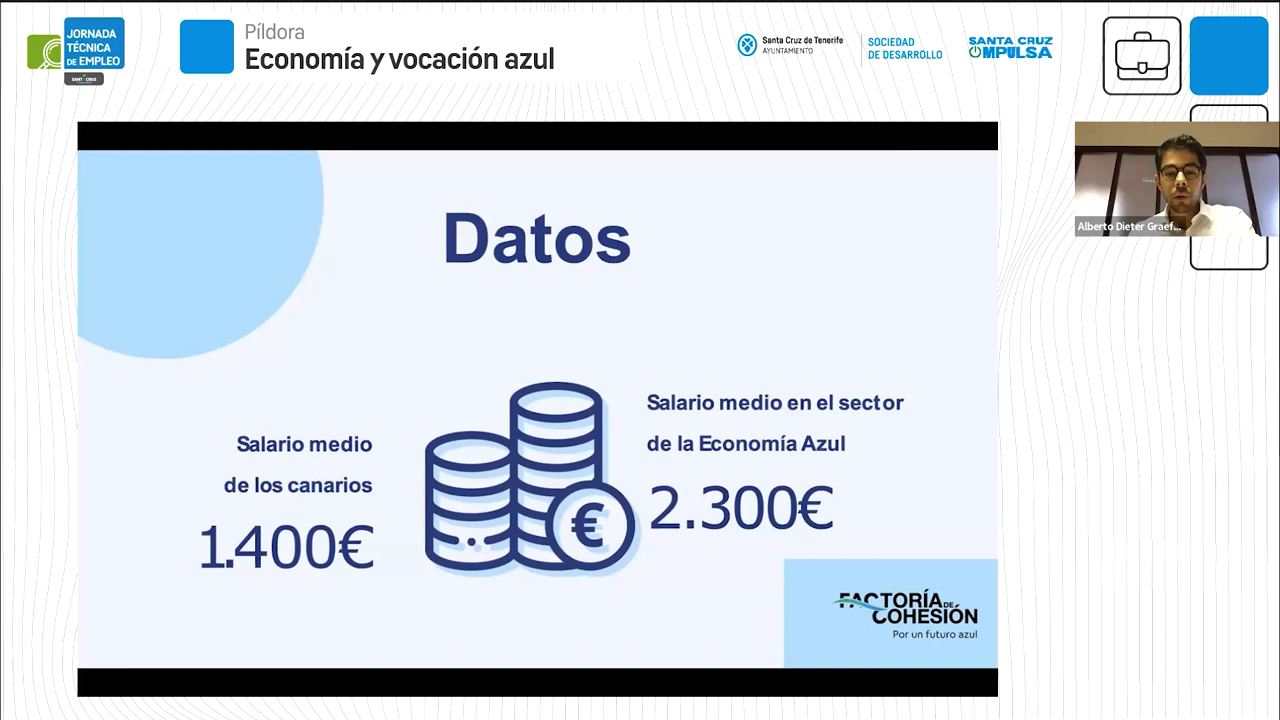 JORNADA
TÉCNICA
DE EMPLEO
Píldora
Economía y vocación azul
Santa Cruz de Tenerife
AYUNTAMIENTO
SOCIEDAD
DE DESARROLLO
SANTA CRUZ
MPULSA
Alberto Dieter Graef...
Datos
Salario medio
de los canarios
1.400€
€
Salario medio en el sector
de la Economía Azul
2.300€
FACTORÍA DE
COHESIÓN
Por un futuro azul